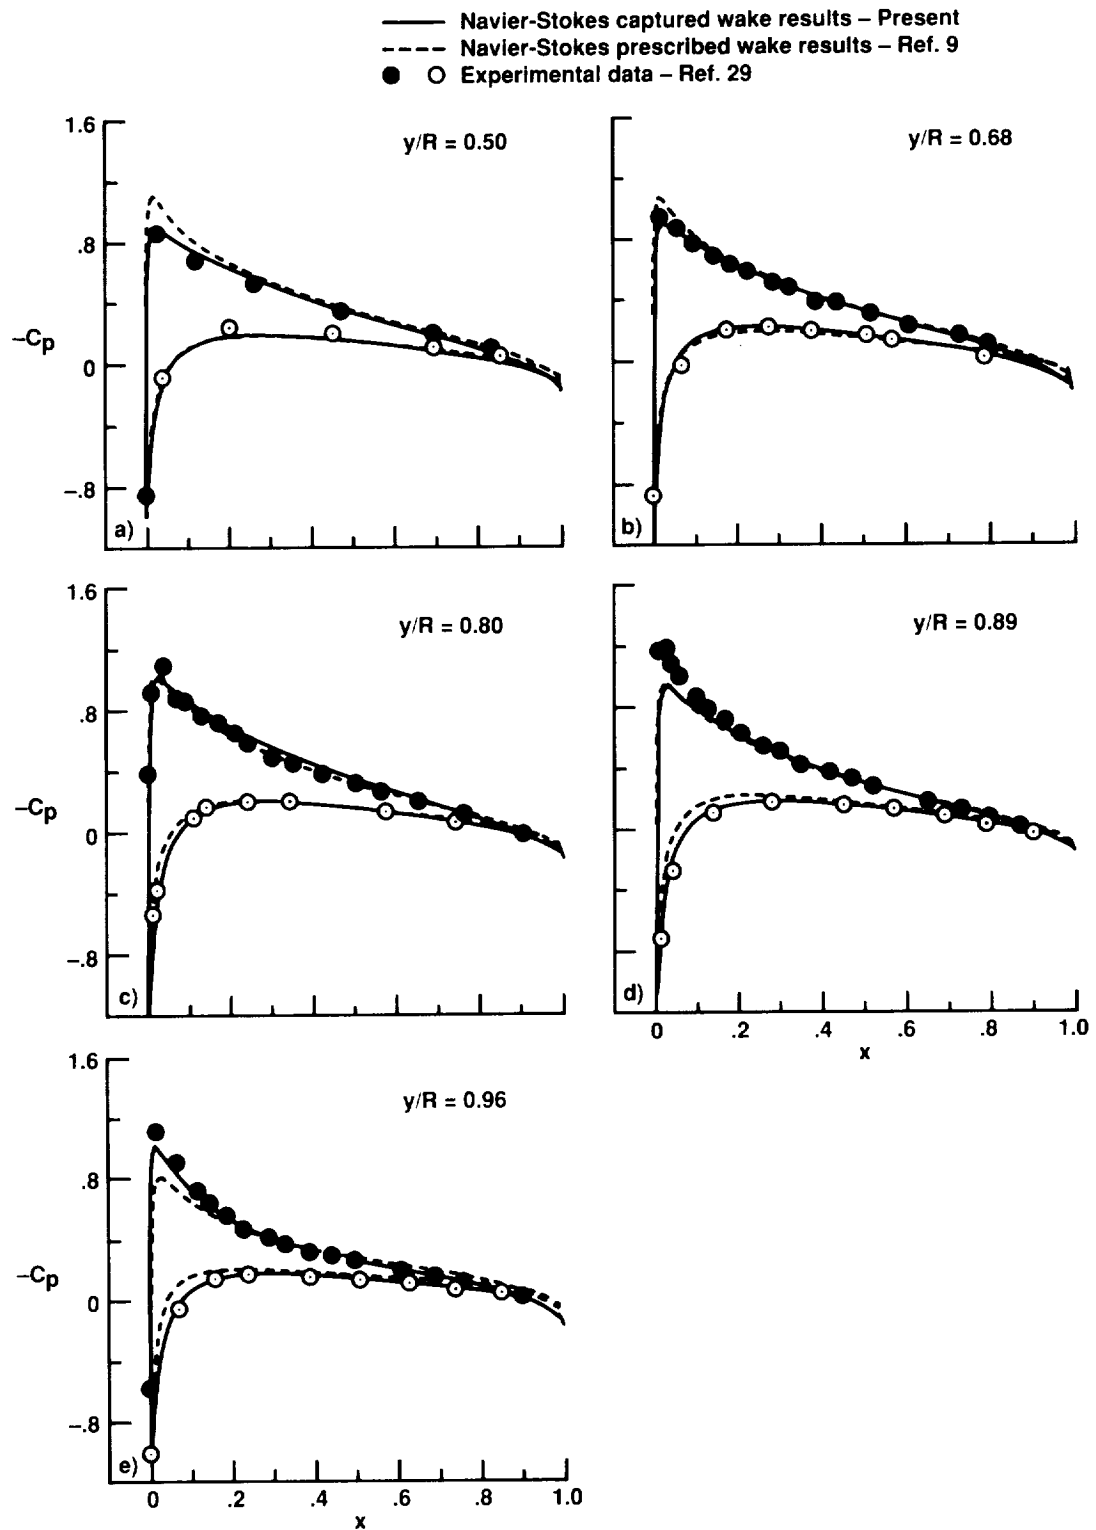 Navier-Stokes captured wake results – Present
Navier-Stokes prescribed wake results – Ref. 9
Experimental data – Ref. 29
1.6
.8
–Cp
0
–.8
y/R = 0.50
a)
y/R = 0.68
b)
1.6
.8
–Cp
0
–.8
y/R = 0.80
c)
y/R = 0.89
d)
0 .2 .4 .6 .8 1.0
x
1.6
.8
–Cp
0
–.8
y/R = 0.96
e)
0 .2 .4 .6 .8 1.0
x